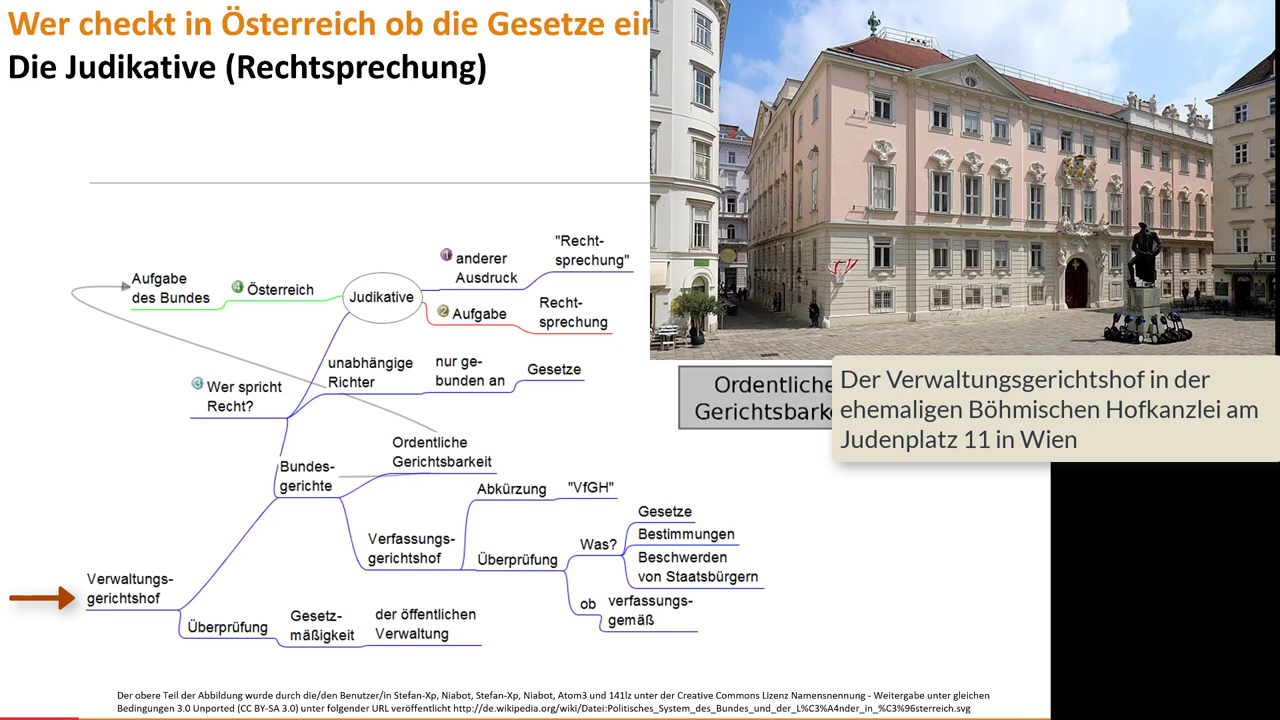 Wer checkt in Österreich ob die Gesetze ein
Die Judikative (Rechtsprechung)
"Recht-
sprechung"
1 anderer
Ausdruck
Aufgabe
des Bundes
4 Österreich
Judikative
2 Aufgabe
Recht-
sprechung
unabhängige
Richter
nur ge-
bunden an
Gesetze
3 Wer spricht
Recht?
Ordentliche
Gerichtsbark
Der Verwaltungsgerichtshof in der
ehemaligen Böhmischen Hofkanzlei am
Judenplatz 11 in Wien
Ordentliche
Gerichtsbarkeit
Bundes-
gerichte
Abkürzung
"VfGH"
Verfassungs-
gerichtshof
Überprüfung
Was?
Gesetze
Bestimmungen
Beschwerden
von Staatsbürgern
ob
verfassungs-
gemäß
Verwaltungs-
gerichtshof
Überprüfung
Gesetz-
mäßigkeit
der öffentlichen
Verwaltung
Der obere Teil der Abbildung wurde durch die/den Benutzer/in Stefan-Xp, Niabot, Stefan-Xp, Niabot, Atom3 und 141lz unter der Creative Commons Lizenz Namensnennung - Weitergabe unter gleichen
Bedingungen 3.0 Unported (CC BY-SA 3.0) unter folgender URL veröffentlicht http://de.wikipedia.org/wiki/Datei:Politisches_System_des_Bundes_und_der_L%C3%A4nder_in_%C3%96sterreich.svg